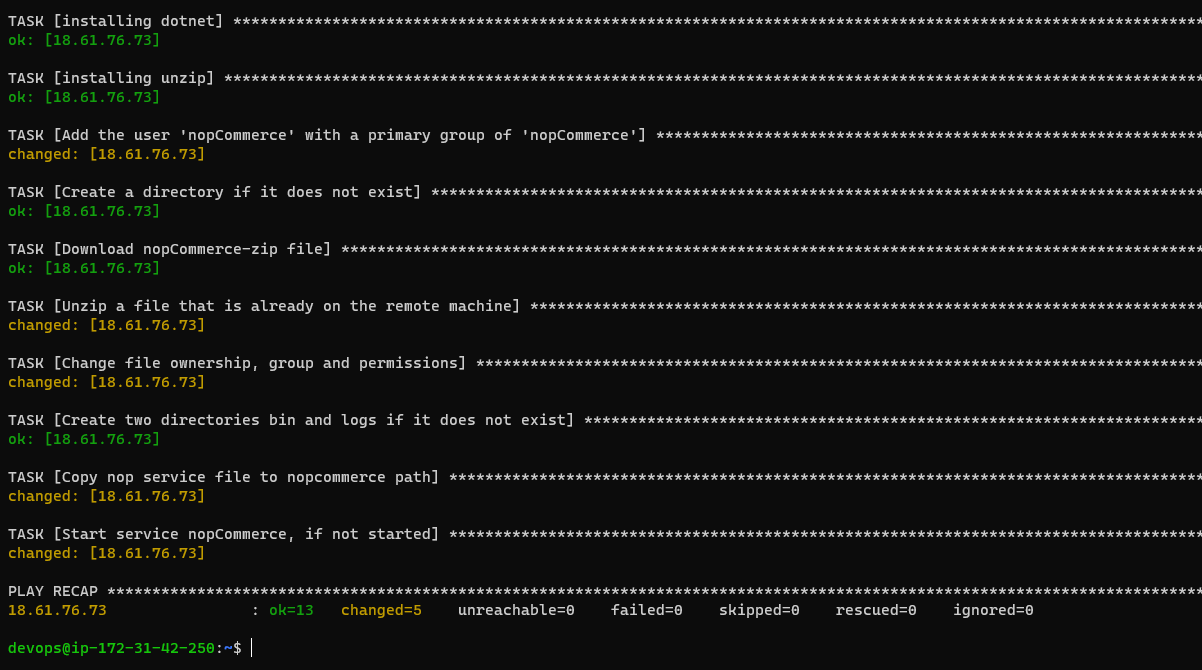 TASK [installing dotnet] ************************************************************************************************************
ok: [18.61.76.73]
TASK [installing unzip] *************************************************************************************************************
ok: [18.61.76.73]
TASK [Add the user 'nopCommerce' with a primary group of 'nopCommerce'] *************************************************************
changed: [18.61.76.73]
TASK [Create a directory if it does not exist] **************************************************************************************
ok: [18.61.76.73]
TASK [Download nopCommerce-zip file] ************************************************************************************************
ok: [18.61.76.73]
TASK [Unzip a file that is already on the remote machine] ***************************************************************************
changed: [18.61.76.73]
TASK [Change file ownership, group and permissions] *********************************************************************************
changed: [18.61.76.73]
TASK [Create two directories bin and logs if it does not exist] *********************************************************************
ok: [18.61.76.73]
TASK [Copy nop service file to nopcommerce path] ************************************************************************************
changed: [18.61.76.73]
TASK [Start service nopCommerce, if not started] ************************************************************************************
changed: [18.61.76.73]
PLAY RECAP **************************************************************************************************************************
18.61.76.73                : ok=13   changed=5    unreachable=0    failed=0    skipped=0    rescued=0    ignored=0
devops@ip-172-31-42-250:~$